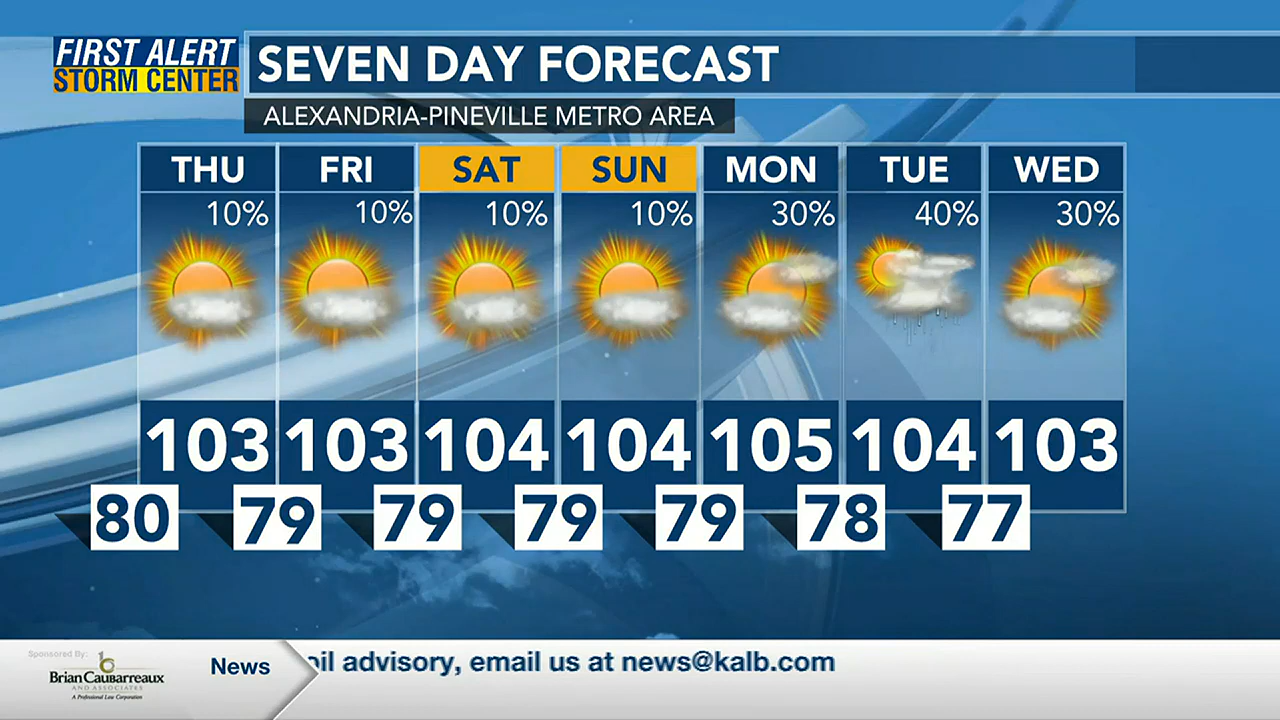 FIRST ALERT
STORM CENTER
SEVEN DAY FORECAST
ALEXANDRIA-PINEVILLE METRO AREA
THU FRI SAT SUN MON TUE WED
10% 10% 10% 10% 30% 40% 30%
103 103 104 104 105 104 103
80 79 79 79 79 78 77
Sponsored By:
Brian Caubarreaux
AND ASSOCIATES
A Professional Law Corporation
News
oil advisory, email us at news@kalb.com